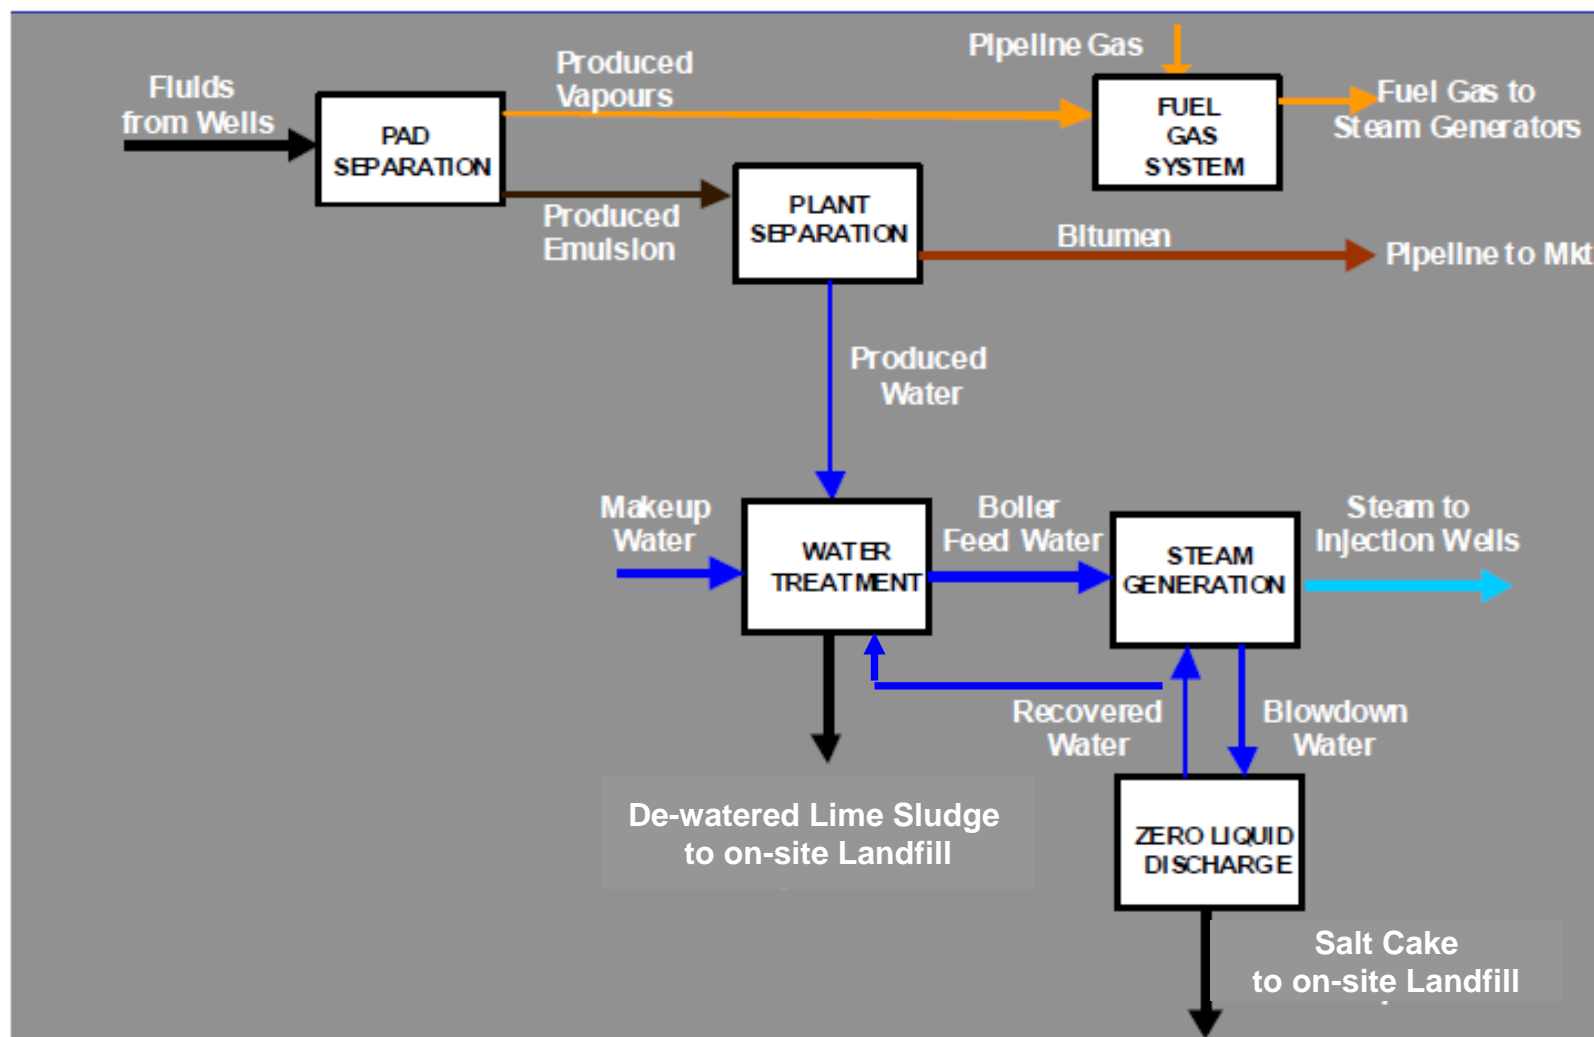 Pipeline Gas
Fluids
from Wells
Produced
Vapours
PAD
SEPARATION
FUEL
GAS
SYSTEM
Fuel Gas to
Steam Generators
Produced
Emulsion
PLANT
SEPARATION
Bitumen
Pipeline to Mkt
Produced
Water
Makeup
Water
WATER
TREATMENT
Boiler
Feed Water
STEAM
GENERATION
Steam to
Injection Wells
Recovered
Water
Blowdown
Water
De-watered Lime Sludge
to on-site Landfill
ZERO LIQUID
DISCHARGE
Salt Cake
to on-site Landfill